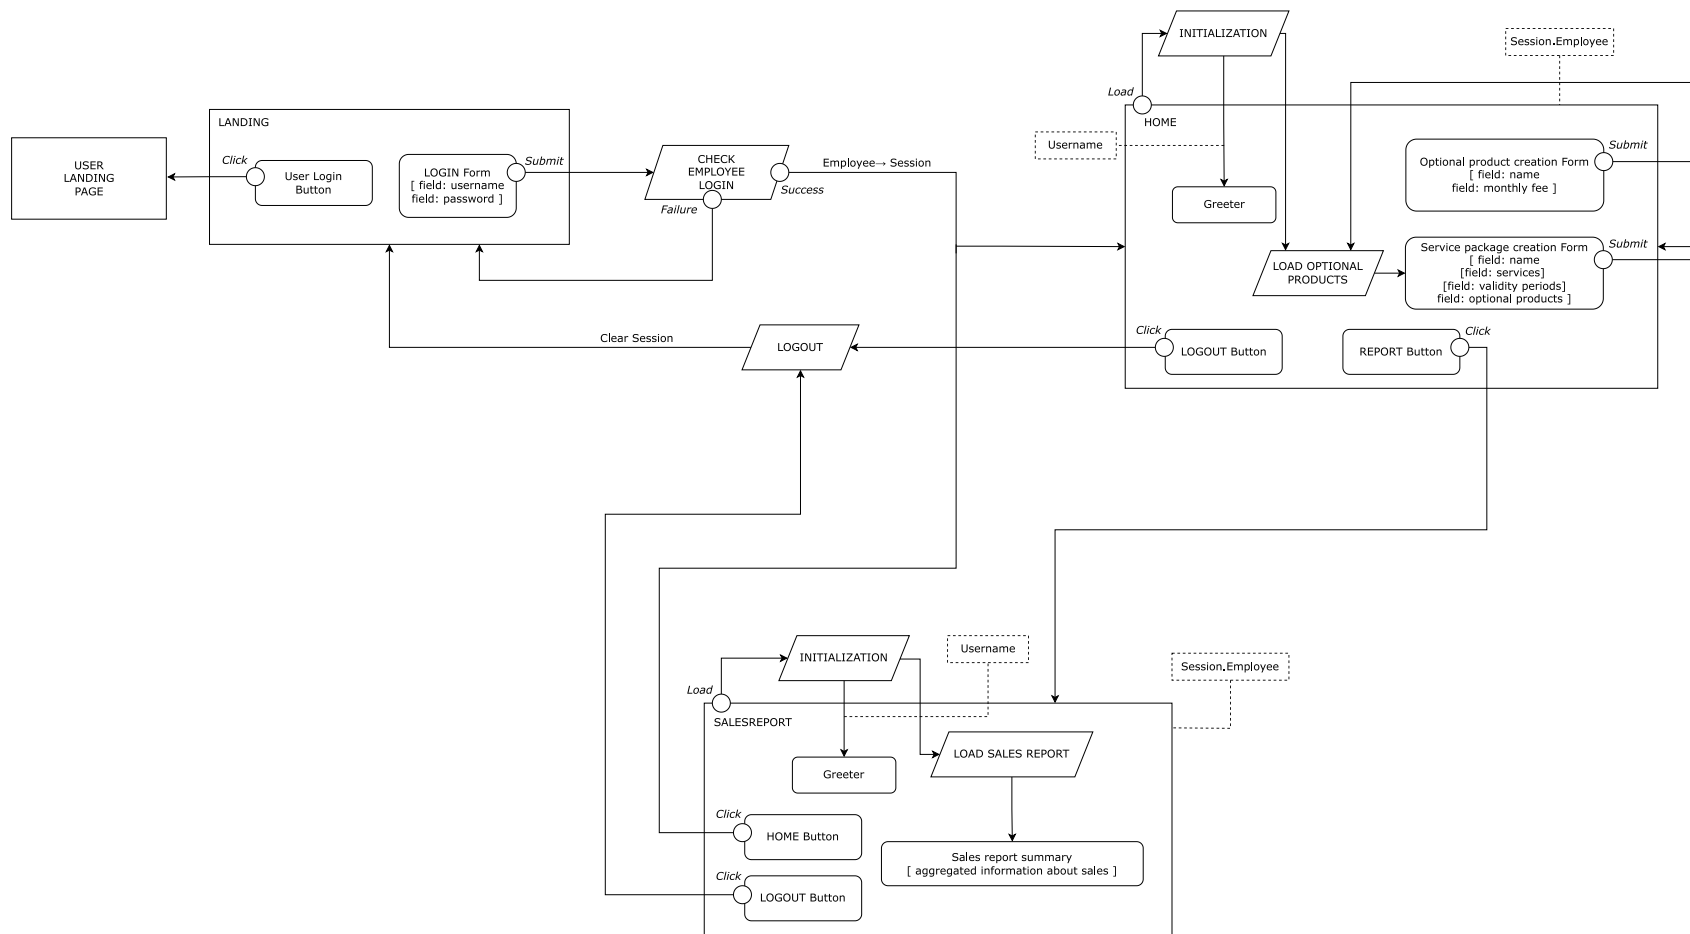 INITIALIZATION
Session.Employee
Load
HOME
Username
Greeter
Optional product creation Form
[ field: name
field: monthly fee ]
Submit
Service package creation Form
[ field: name
[field: services]
[field: validity periods]
field: optional products ]
Submit
LOAD OPTIONAL
PRODUCTS
Click
LOGOUT Button
REPORT Button
Click
USER
LANDING
PAGE
LANDING
Click
User Login
Button
LOGIN Form
[ field: username
field: password ]
Submit
CHECK
EMPLOYEE
LOGIN
Failure
Success
Employee→ Session
Clear Session
LOGOUT
INITIALIZATION
Username
Session.Employee
Load
SALESREPORT
LOAD SALES REPORT
Greeter
Click
HOME Button
Sales report summary
[ aggregated information about sales ]
Click
LOGOUT Button